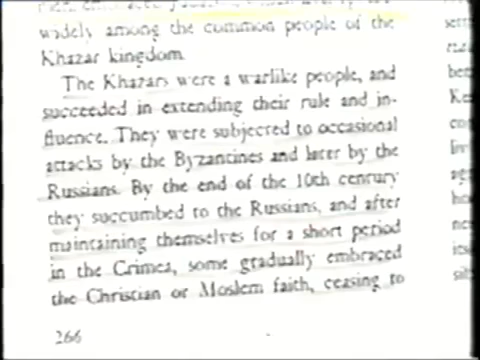 widely among the common people of the
Khazar kingdom.
The Khazars were a warlike people, and
succeeded in extending their rule and in-
fluence. They were subjected to occasional
attacks by the Byzantines and later by the
Russians. By the end of the 10th century
they succumbed to the Russians, and after
maintaining themselves for a short period
in the Crimea, some gradually embraced
the Christian or Moslem faith, ceasing to
266